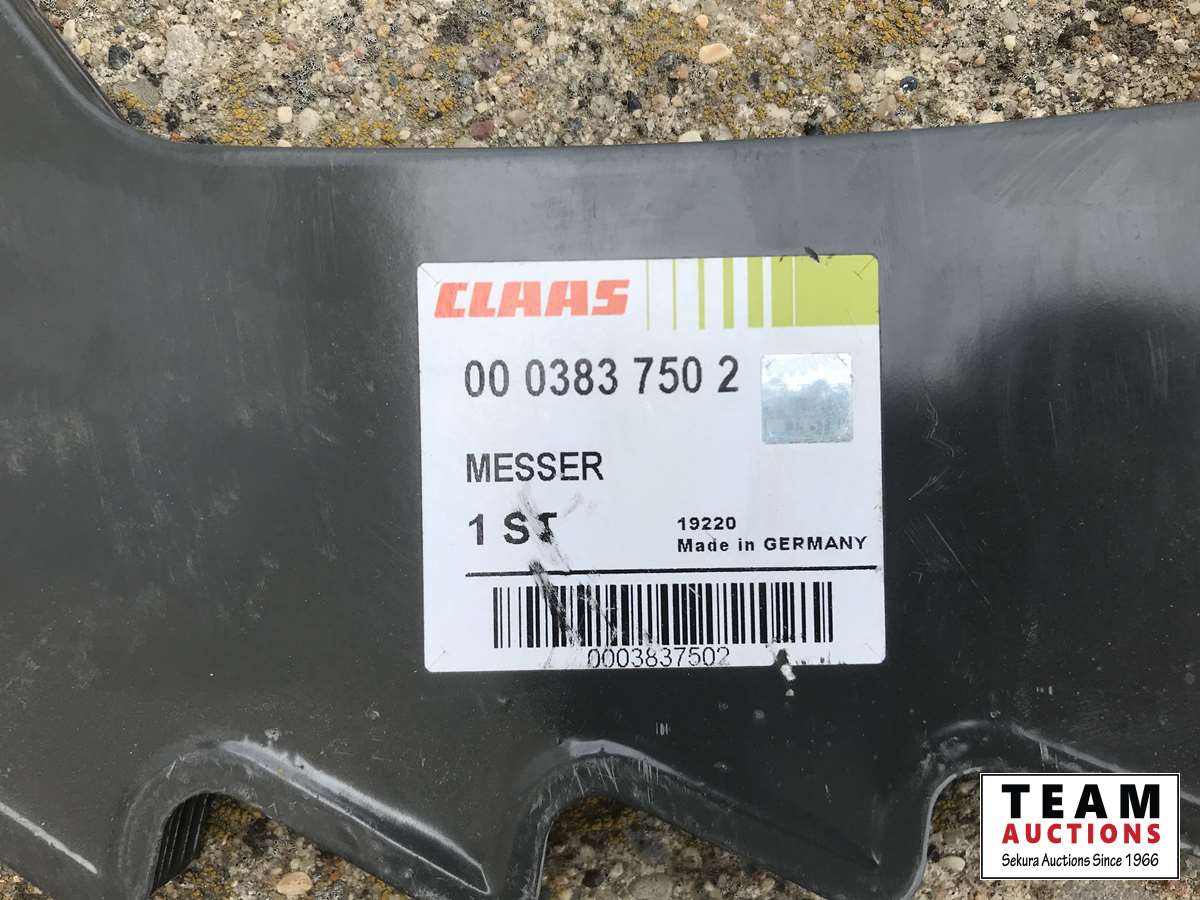 CLAAS
00 0383 750 2
MESSER
1 ST
19220
Made in GERMANY
0003837502
TEAM
AUCTIONS
Sekura Auctions Since 1966